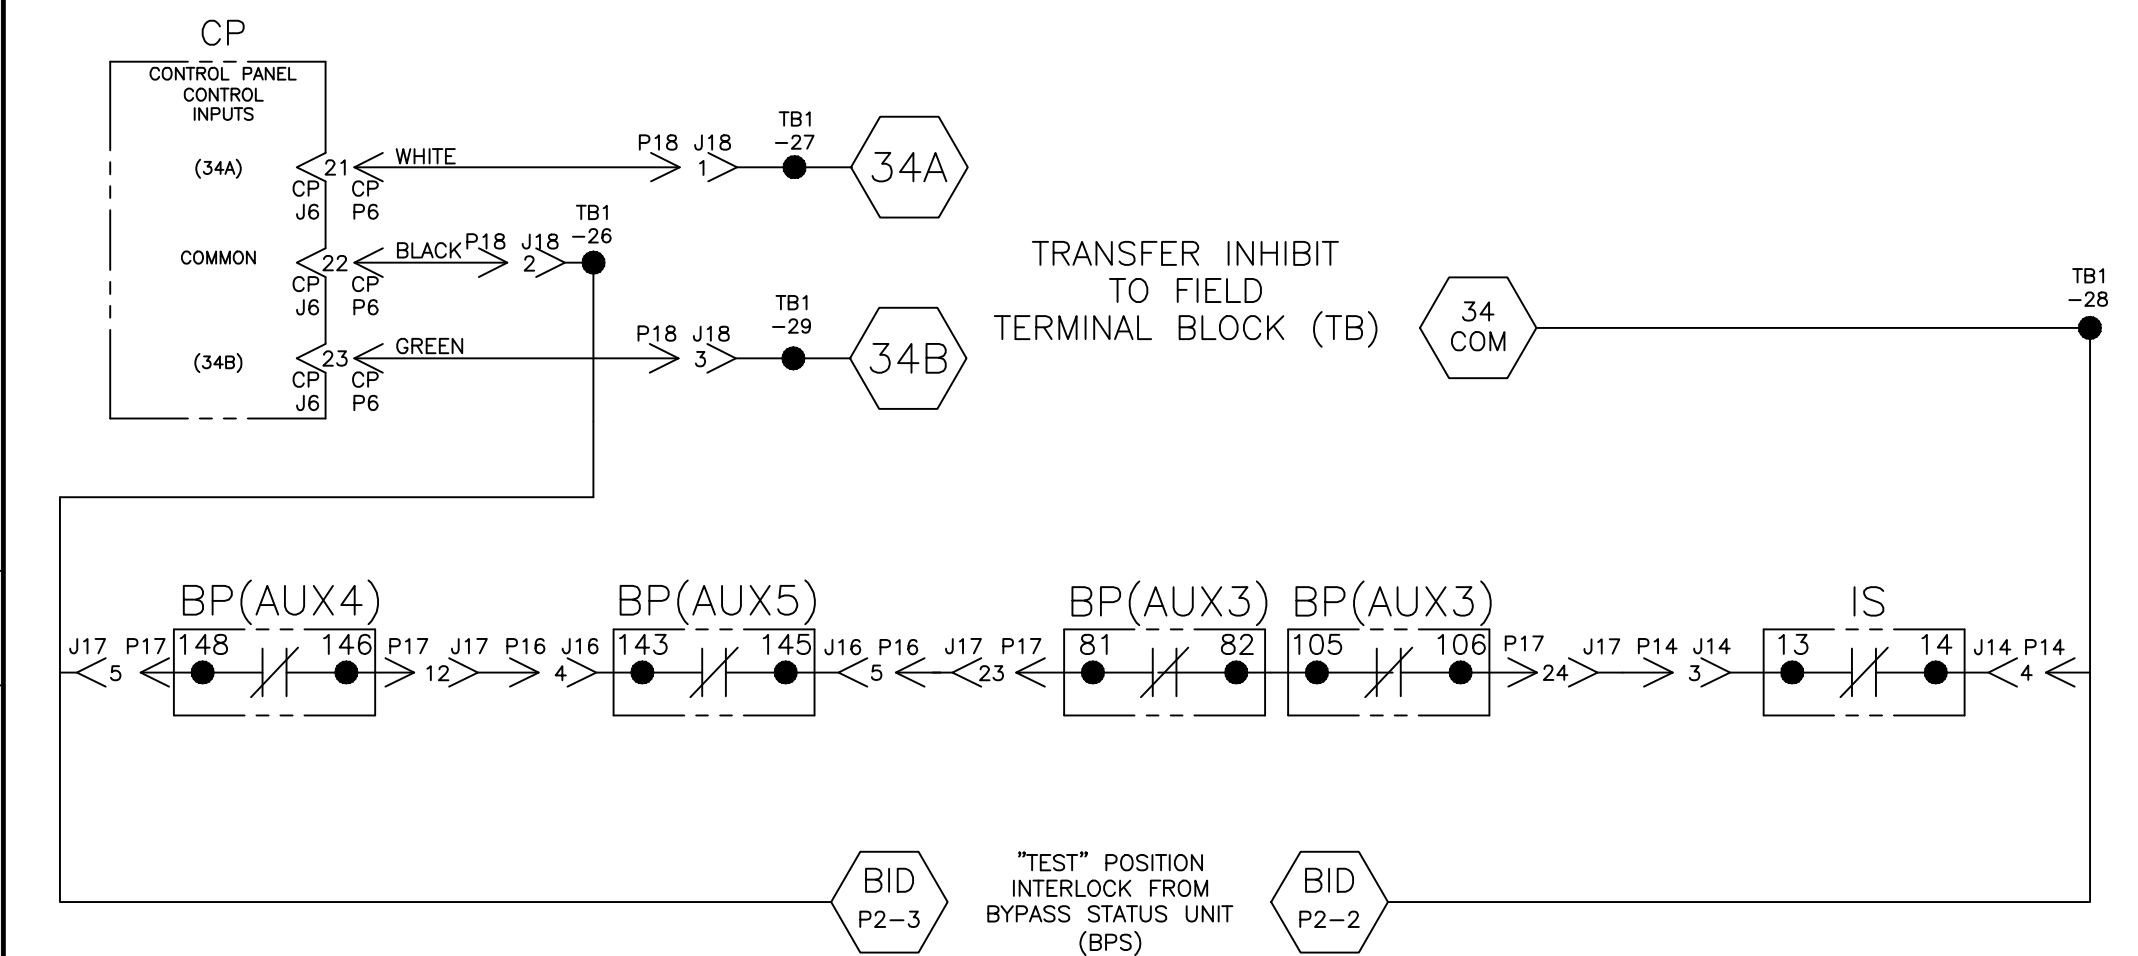 CP
CONTROL PANEL
CONTROL
INPUTS
(34A)
21
WHITE
CP
J6
CP
P6
P18
J18
1
TB1
-27
34A
COMMON
22
BLACK
CP
J6
CP
P6
P18
J18
2
TB1
-26
(34B)
23
GREEN
CP
J6
CP
P6
P18
J18
3
TB1
-29
34B
TRANSFER INHIBIT
TO FIELD
TERMINAL BLOCK (TB)
34
COM
TB1
-28
BP(AUX4)
BP(AUX5)
BP(AUX3)
BP(AUX3)
IS
J17
5
P17
148
146
P17
12
J17
P16
4
J16
143
145
J16
5
P16
J17
23
P17
81
82
105
106
P17
24
J17
P14
3
J14
13
14
J14
4
P14
BID
P2-3
"TEST" POSITION
INTERLOCK FROM
BYPASS STATUS UNIT
(BPS)
BID
P2-2